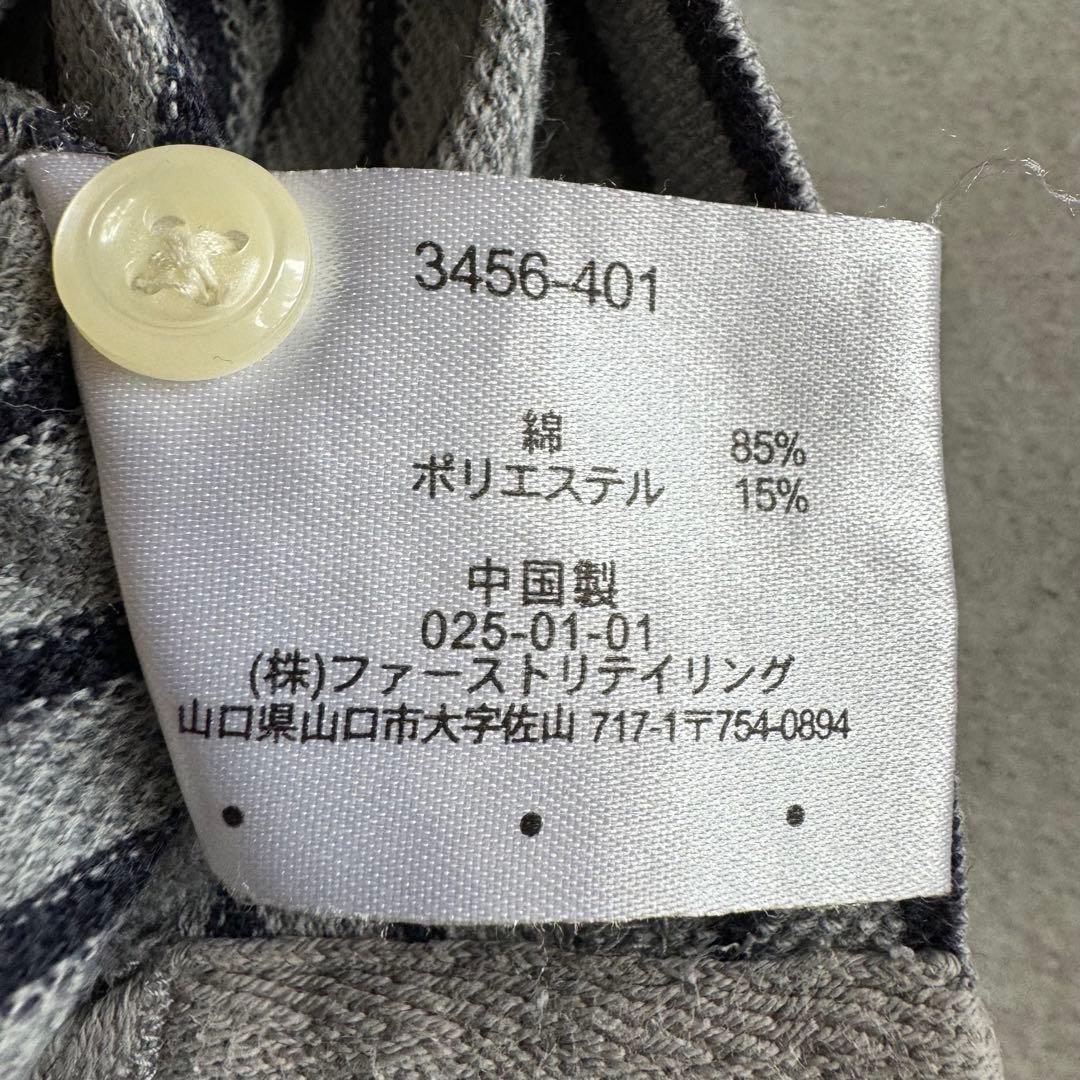 3456-401
綿 85%
ポリエステル 15%
中国製
025-01-01
(株)ファーストリテイリング
山口県山口市大字佐山 717-1〒754-0894